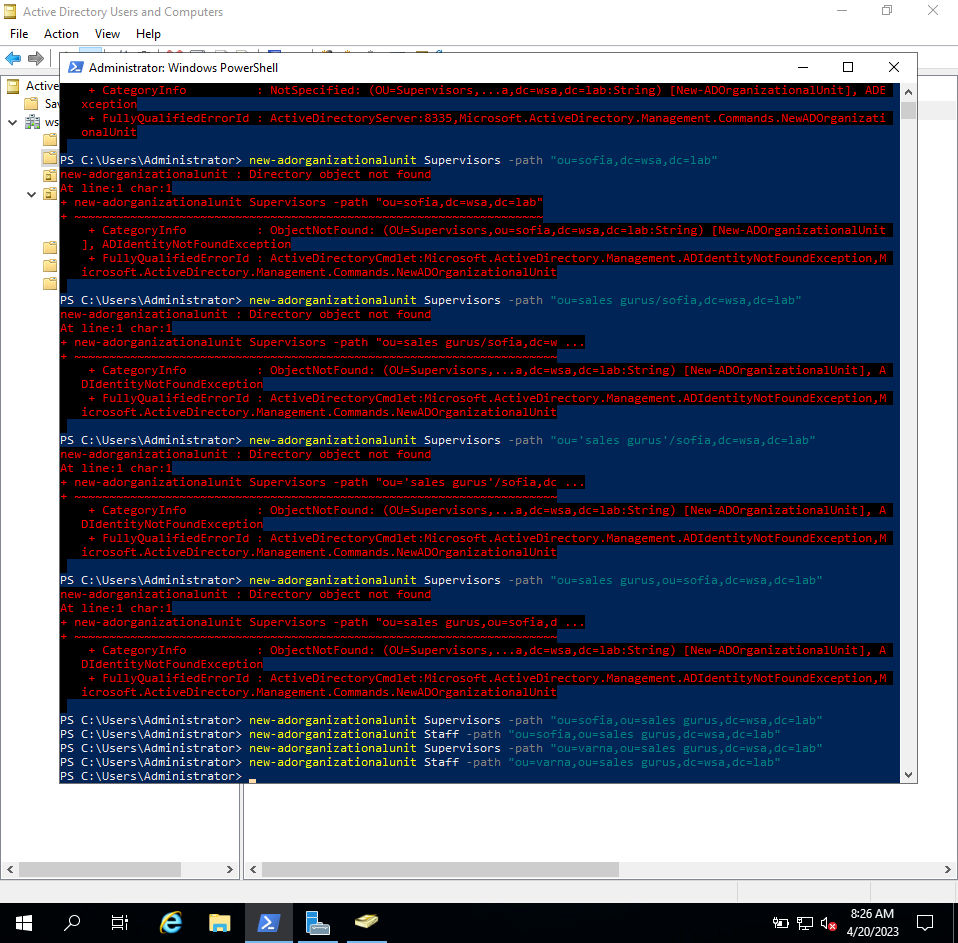 Active Directory Users and Computers
File Action View Help
Administrator: Windows PowerShell
Active
Sav
ws
+ CategoryInfo : NotSpecified: (OU=Supervisors,...a,dc=wsa,dc=lab:String) [New-ADOrganizationalUnit], ADE
xception
+ FullyQualifiedErrorId : ActiveDirectoryServer:8335,Microsoft.ActiveDirectory.Management.Commands.NewADOrganizati
onalUnit
PS C:\Users\Administrator> new-adorganizationalunit Supervisors -path "ou=sofia,dc=wsa,dc=lab"
new-adorganizationalunit : Directory object not found
At line:1 char:1
+ new-adorganizationalunit Supervisors -path "ou=sofia,dc=wsa,dc=lab"
+ ~~~~~~~~~~~~~~~~~~~~~~~~~~~~~~~~~~~~~~~~~~~~~~~~~~~~~~~~~~~~~~~~~~~
+ CategoryInfo : ObjectNotFound: (OU=Supervisors,ou=sofia,dc=wsa,dc=lab:String) [New-ADOrganizationalUnit
], ADIdentityNotFoundException
+ FullyQualifiedErrorId : ActiveDirectoryCmdlet:Microsoft.ActiveDirectory.Management.ADIdentityNotFoundException,M
icrosoft.ActiveDirectory.Management.Commands.NewADOrganizationalUnit
PS C:\Users\Administrator> new-adorganizationalunit Supervisors -path "ou=sales gurus/sofia,dc=wsa,dc=lab"
new-adorganizationalunit : Directory object not found
At line:1 char:1
+ new-adorganizationalunit Supervisors -path "ou=sales gurus/sofia,dc=w ...
+ ~~~~~~~~~~~~~~~~~~~~~~~~~~~~~~~~~~~~~~~~~~~~~~~~~~~~~~~~~~~~~~~~~~~~~
+ CategoryInfo : ObjectNotFound: (OU=Supervisors,...a,dc=wsa,dc=lab:String) [New-ADOrganizationalUnit], A
DIdentityNotFoundException
+ FullyQualifiedErrorId : ActiveDirectoryCmdlet:Microsoft.ActiveDirectory.Management.ADIdentityNotFoundException,M
icrosoft.ActiveDirectory.Management.Commands.NewADOrganizationalUnit
PS C:\Users\Administrator> new-adorganizationalunit Supervisors -path "ou='sales gurus'/sofia,dc=wsa,dc=lab"
new-adorganizationalunit : Directory object not found
At line:1 char:1
+ new-adorganizationalunit Supervisors -path "ou='sales gurus'/sofia,dc ...
+ ~~~~~~~~~~~~~~~~~~~~~~~~~~~~~~~~~~~~~~~~~~~~~~~~~~~~~~~~~~~~~~~~~~~~~
+ CategoryInfo : ObjectNotFound: (OU=Supervisors,...a,dc=wsa,dc=lab:String) [New-ADOrganizationalUnit], A
DIdentityNotFoundException
+ FullyQualifiedErrorId : ActiveDirectoryCmdlet:Microsoft.ActiveDirectory.Management.ADIdentityNotFoundException,M
icrosoft.ActiveDirectory.Management.Commands.NewADOrganizationalUnit
PS C:\Users\Administrator> new-adorganizationalunit Supervisors -path "ou=sales gurus,ou=sofia,dc=wsa,dc=lab"
new-adorganizationalunit : Directory object not found
At line:1 char:1
+ new-adorganizationalunit Supervisors -path "ou=sales gurus,ou=sofia,d ...
+ ~~~~~~~~~~~~~~~~~~~~~~~~~~~~~~~~~~~~~~~~~~~~~~~~~~~~~~~~~~~~~~~~~~~~~
+ CategoryInfo : ObjectNotFound: (OU=Supervisors,...a,dc=wsa,dc=lab:String) [New-ADOrganizationalUnit], A
DIdentityNotFoundException
+ FullyQualifiedErrorId : ActiveDirectoryCmdlet:Microsoft.ActiveDirectory.Management.ADIdentityNotFoundException,M
icrosoft.ActiveDirectory.Management.Commands.NewADOrganizationalUnit
PS C:\Users\Administrator> new-adorganizationalunit Supervisors -path "ou=sofia,ou=sales gurus,dc=wsa,dc=lab"
PS C:\Users\Administrator> new-adorganizationalunit Staff -path "ou=sofia,ou=sales gurus,dc=wsa,dc=lab"
PS C:\Users\Administrator> new-adorganizationalunit Supervisors -path "ou=varna,ou=sales gurus,dc=wsa,dc=lab"
PS C:\Users\Administrator> new-adorganizationalunit Staff -path "ou=varna,ou=sales gurus,dc=wsa,dc=lab"
PS C:\Users\Administrator>
8:26 AM
4/20/2023